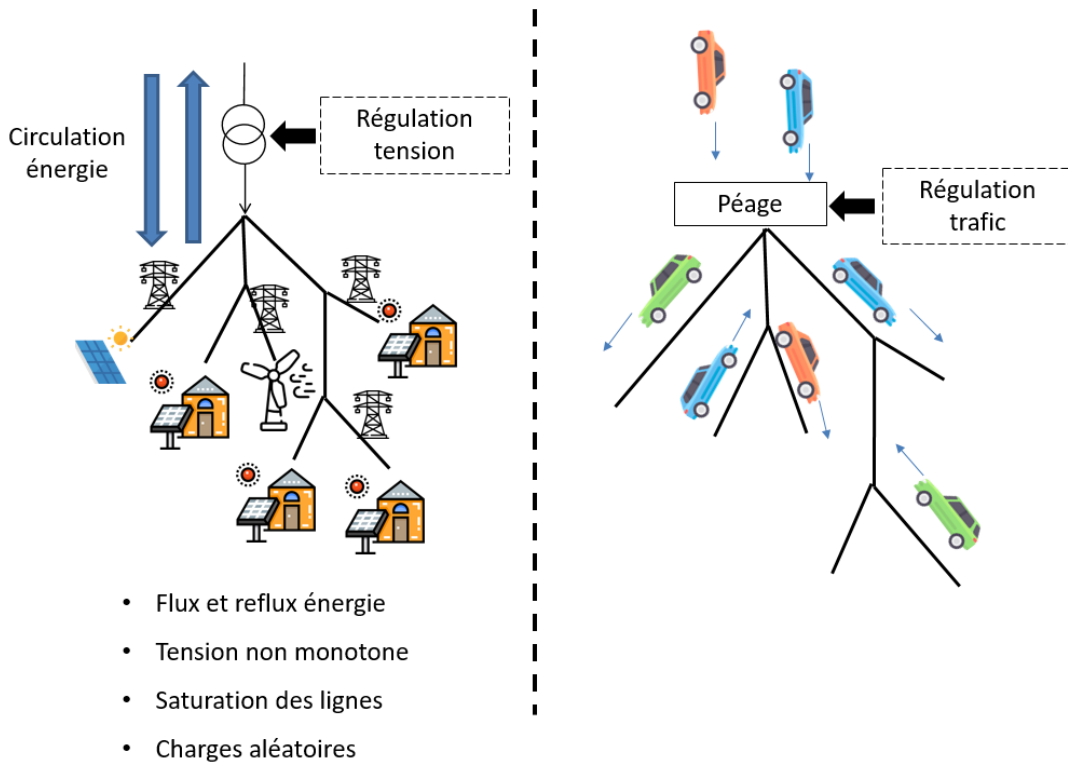 Circulation
énergie
Régulation
tension
• Flux et reflux énergie
• Tension non monotone
• Saturation des lignes
• Charges aléatoires
Péage
Régulation
trafic